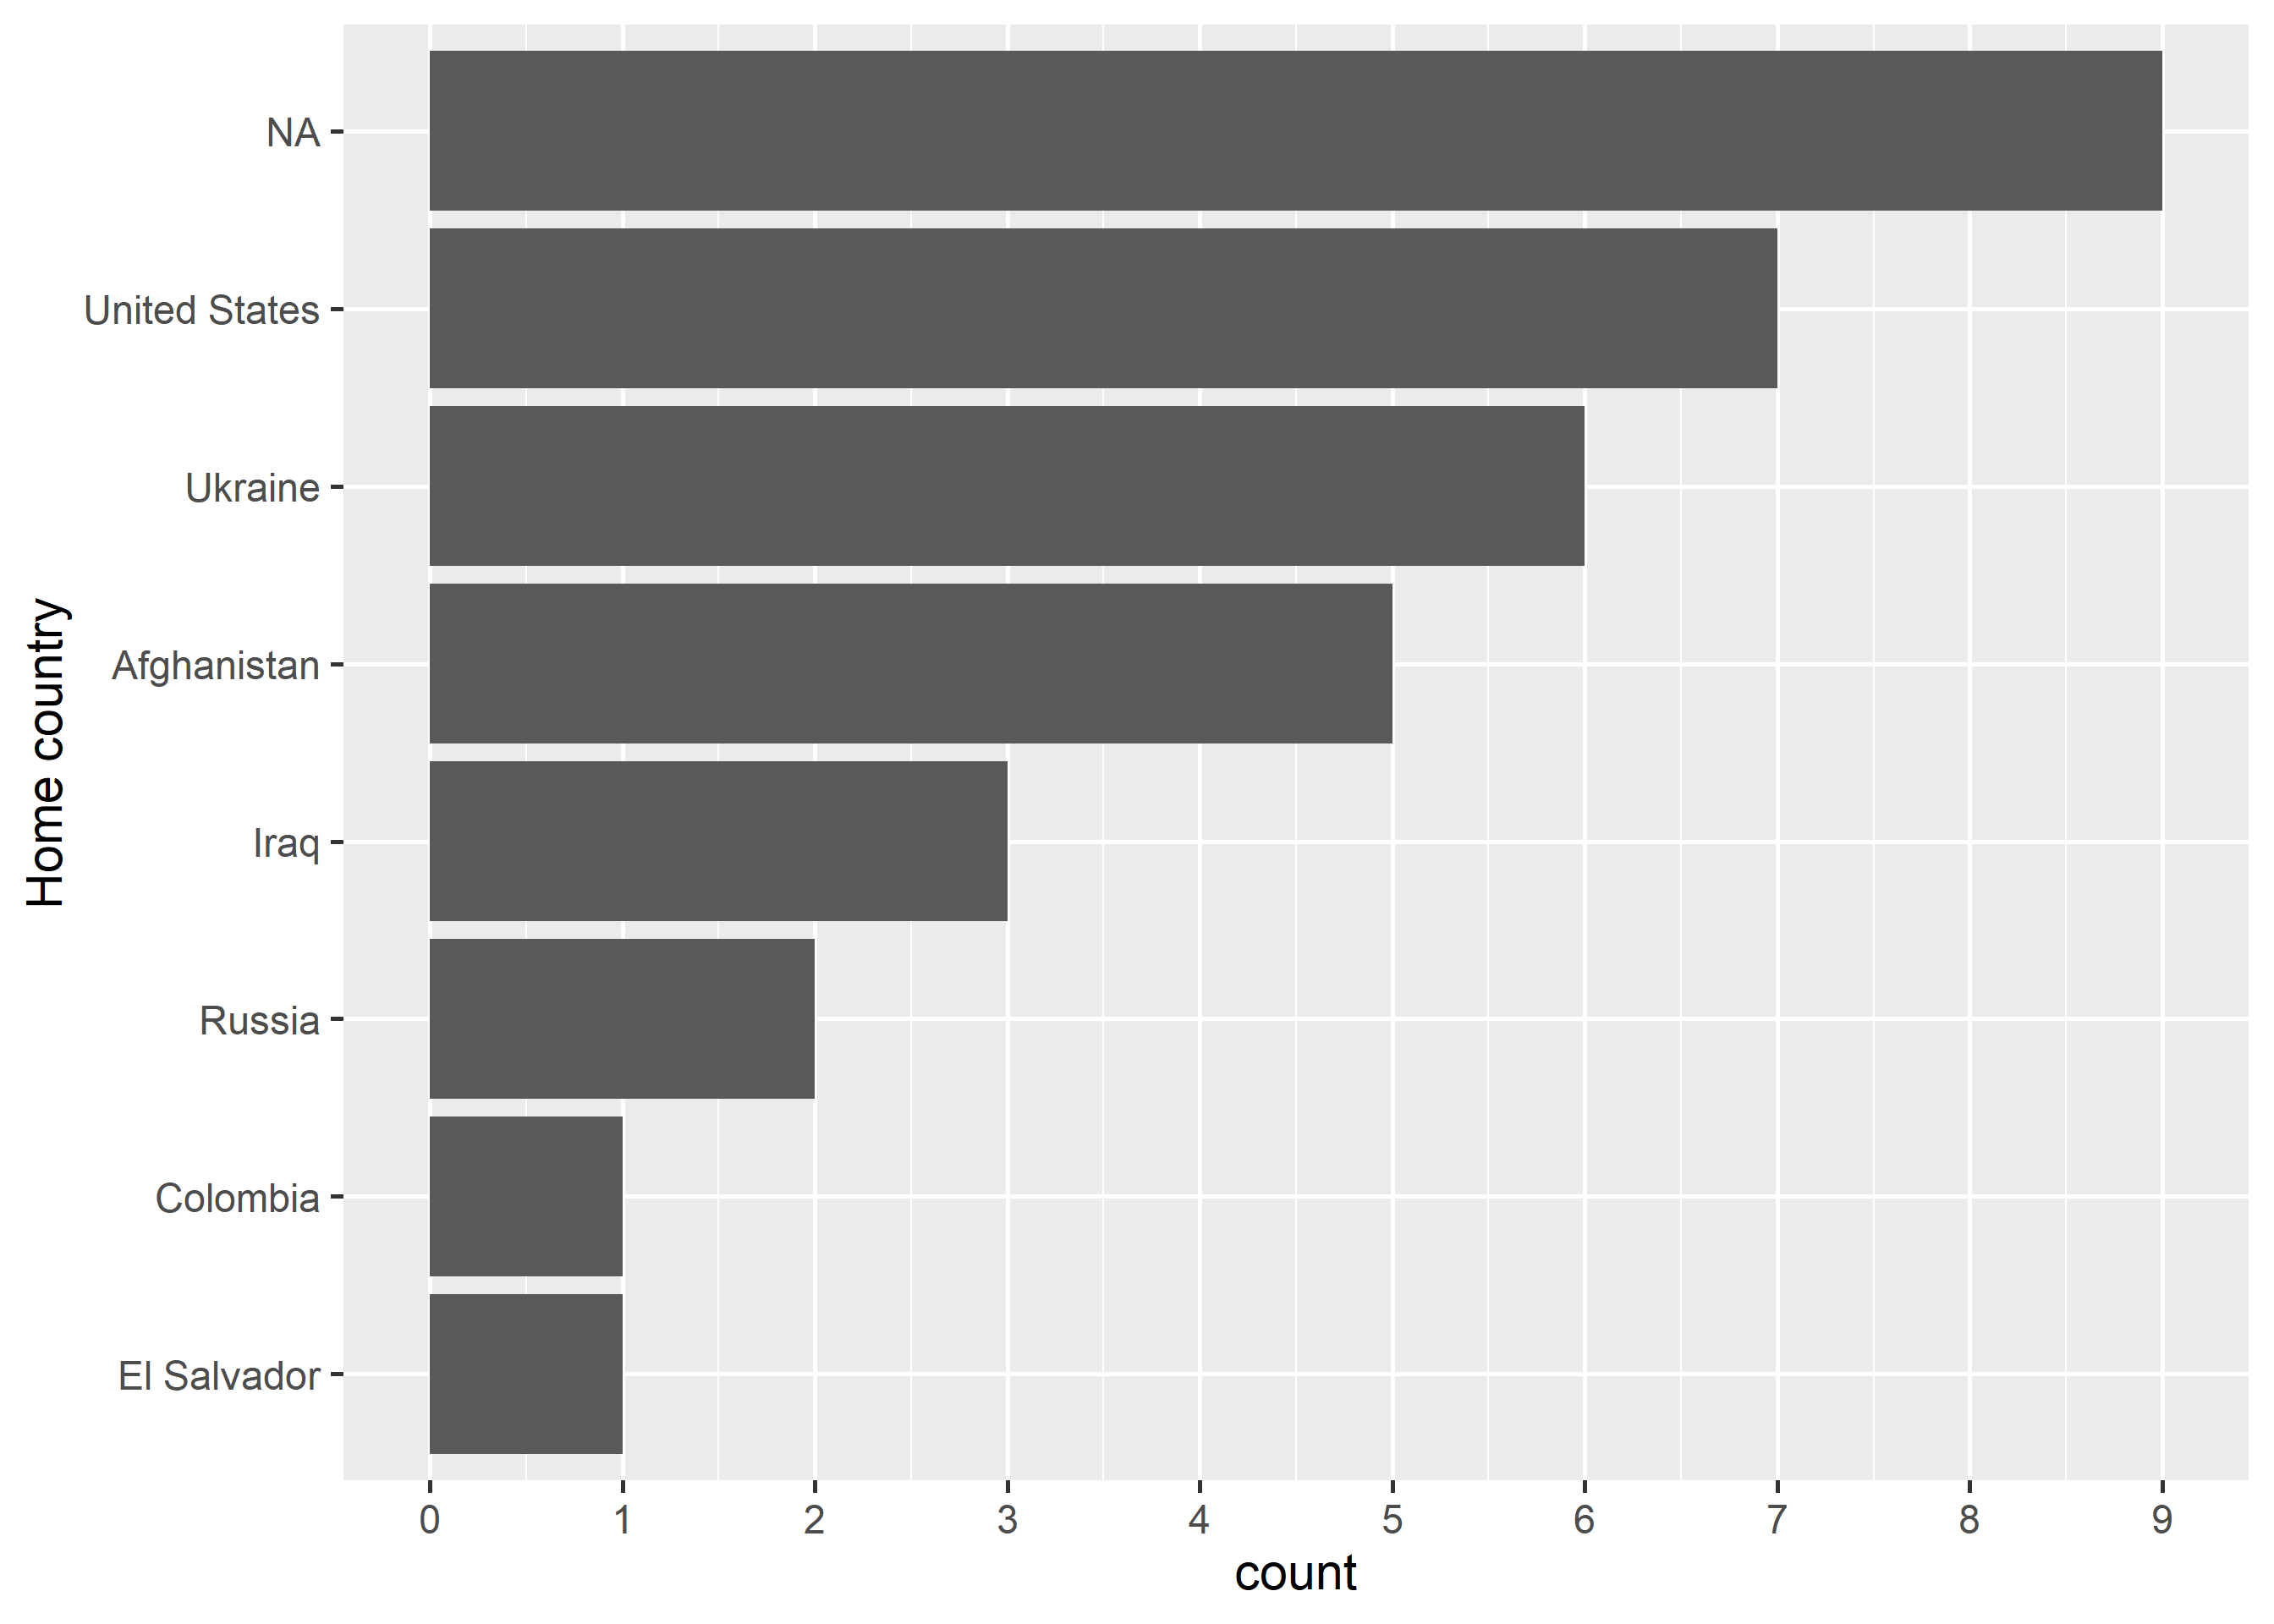 Home country
NA
United States
Ukraine
Afghanistan
Iraq
Russia
Colombia
El Salvador
0 1 2 3 4 5 6 7 8 9
count